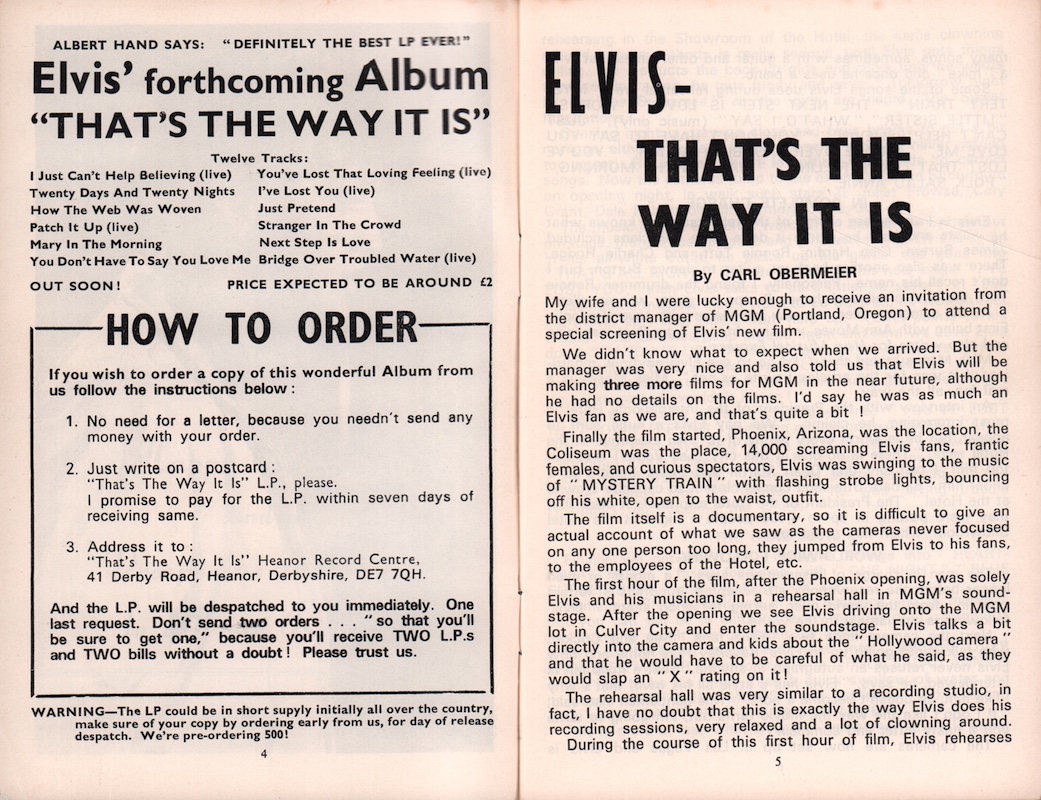 ALBERT HAND SAYS: "DEFINITELY THE BEST LP EVER!"
Elvis' forthcoming Album
"THAT'S THE WAY IT IS"
Twelve Tracks:
I Just Can't Help Believing (live)
Twenty Days And Twenty Nights
How The Web Was Woven
Patch It Up (live)
Mary In The Morning
You Don't Have To Say You Love Me
You've Lost That Loving Feeling (live)
I've Lost You (live)
Just Pretend
Stranger In The Crowd
Next Step Is Love
Bridge Over Troubled Water (live)
OUT SOON! PRICE EXPECTED TO BE AROUND £2
HOW TO ORDER
If you wish to order a copy of this wonderful Album from
us follow the instructions below :
1. No need for a letter, because you needn't send any
money with your order.
2. Just write on a postcard :
"That's The Way It Is" L.P., please.
I promise to pay for the L.P. within seven days of
receiving same.
3. Address it to :
"That's The Way It Is" Heanor Record Centre,
41 Derby Road, Heanor, Derbyshire, DE7 7QH.
And the L.P. will be despatched to you immediately. One
last request. Don't send two orders . . . "so that you'll
be sure to get one," because you'll receive TWO L.P.s
and TWO bills without a doubt! Please trust us.
WARNING—The LP could be in short supyly initially all over the country,
make sure of your copy by ordering early from us, for day of release
despatch. We're pre-ordering 500!
4
ELVIS-
THAT'S THE
WAY IT IS
By CARL OBERMEIER
My wife and I were lucky enough to receive an invitation from
the district manager of MGM (Portland, Oregon) to attend a
special screening of Elvis' new film.
We didn't know what to expect when we arrived. But the
manager was very nice and also told us that Elvis will be
making three more films for MGM in the near future, although
he had no details on the films. I'd say he was as much an
Elvis fan as we are, and that's quite a bit !
Finally the film started, Phoenix, Arizona, was the location, the
Coliseum was the place, 14,000 screaming Elvis fans, frantic
females, and curious spectators, Elvis was swinging to the music
of "MYSTERY TRAIN" with flashing strobe lights, bouncing
off his white, open to the waist, outfit.
The film itself is a documentary, so it is difficult to give an
actual account of what we saw as the cameras never focused
on any one person too long, they jumped from Elvis to his fans,
to the employees of the Hotel, etc.
The first hour of the film, after the Phoenix opening, was solely
Elvis and his musicians in a rehearsal hall in MGM's sound-
stage. After the opening we see Elvis driving onto the MGM
lot in Culver City and enter the soundstage. Elvis talks a bit
directly into the camera and kids about the "Hollywood camera"
and that he would have to be careful of what he said, as they
would slap an "X" rating on it!
The rehearsal hall was very similar to a recording studio, in
fact, I have no doubt that this is exactly the way Elvis does his
recording sessions, very relaxed and a lot of clowning around.
During the course of this first hour of film, Elvis rehearses
5